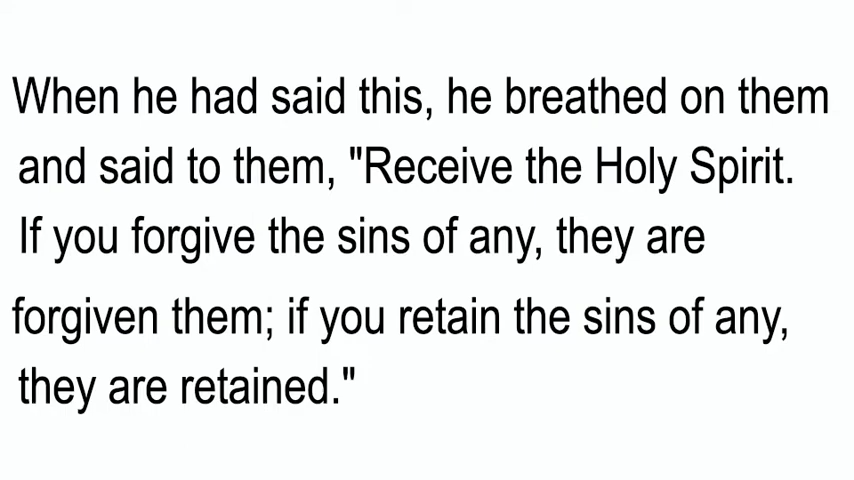 When he had said this, he breathed on them
and said to them, "Receive the Holy Spirit.
If you forgive the sins of any, they are
forgiven them; if you retain the sins of any,
they are retained."